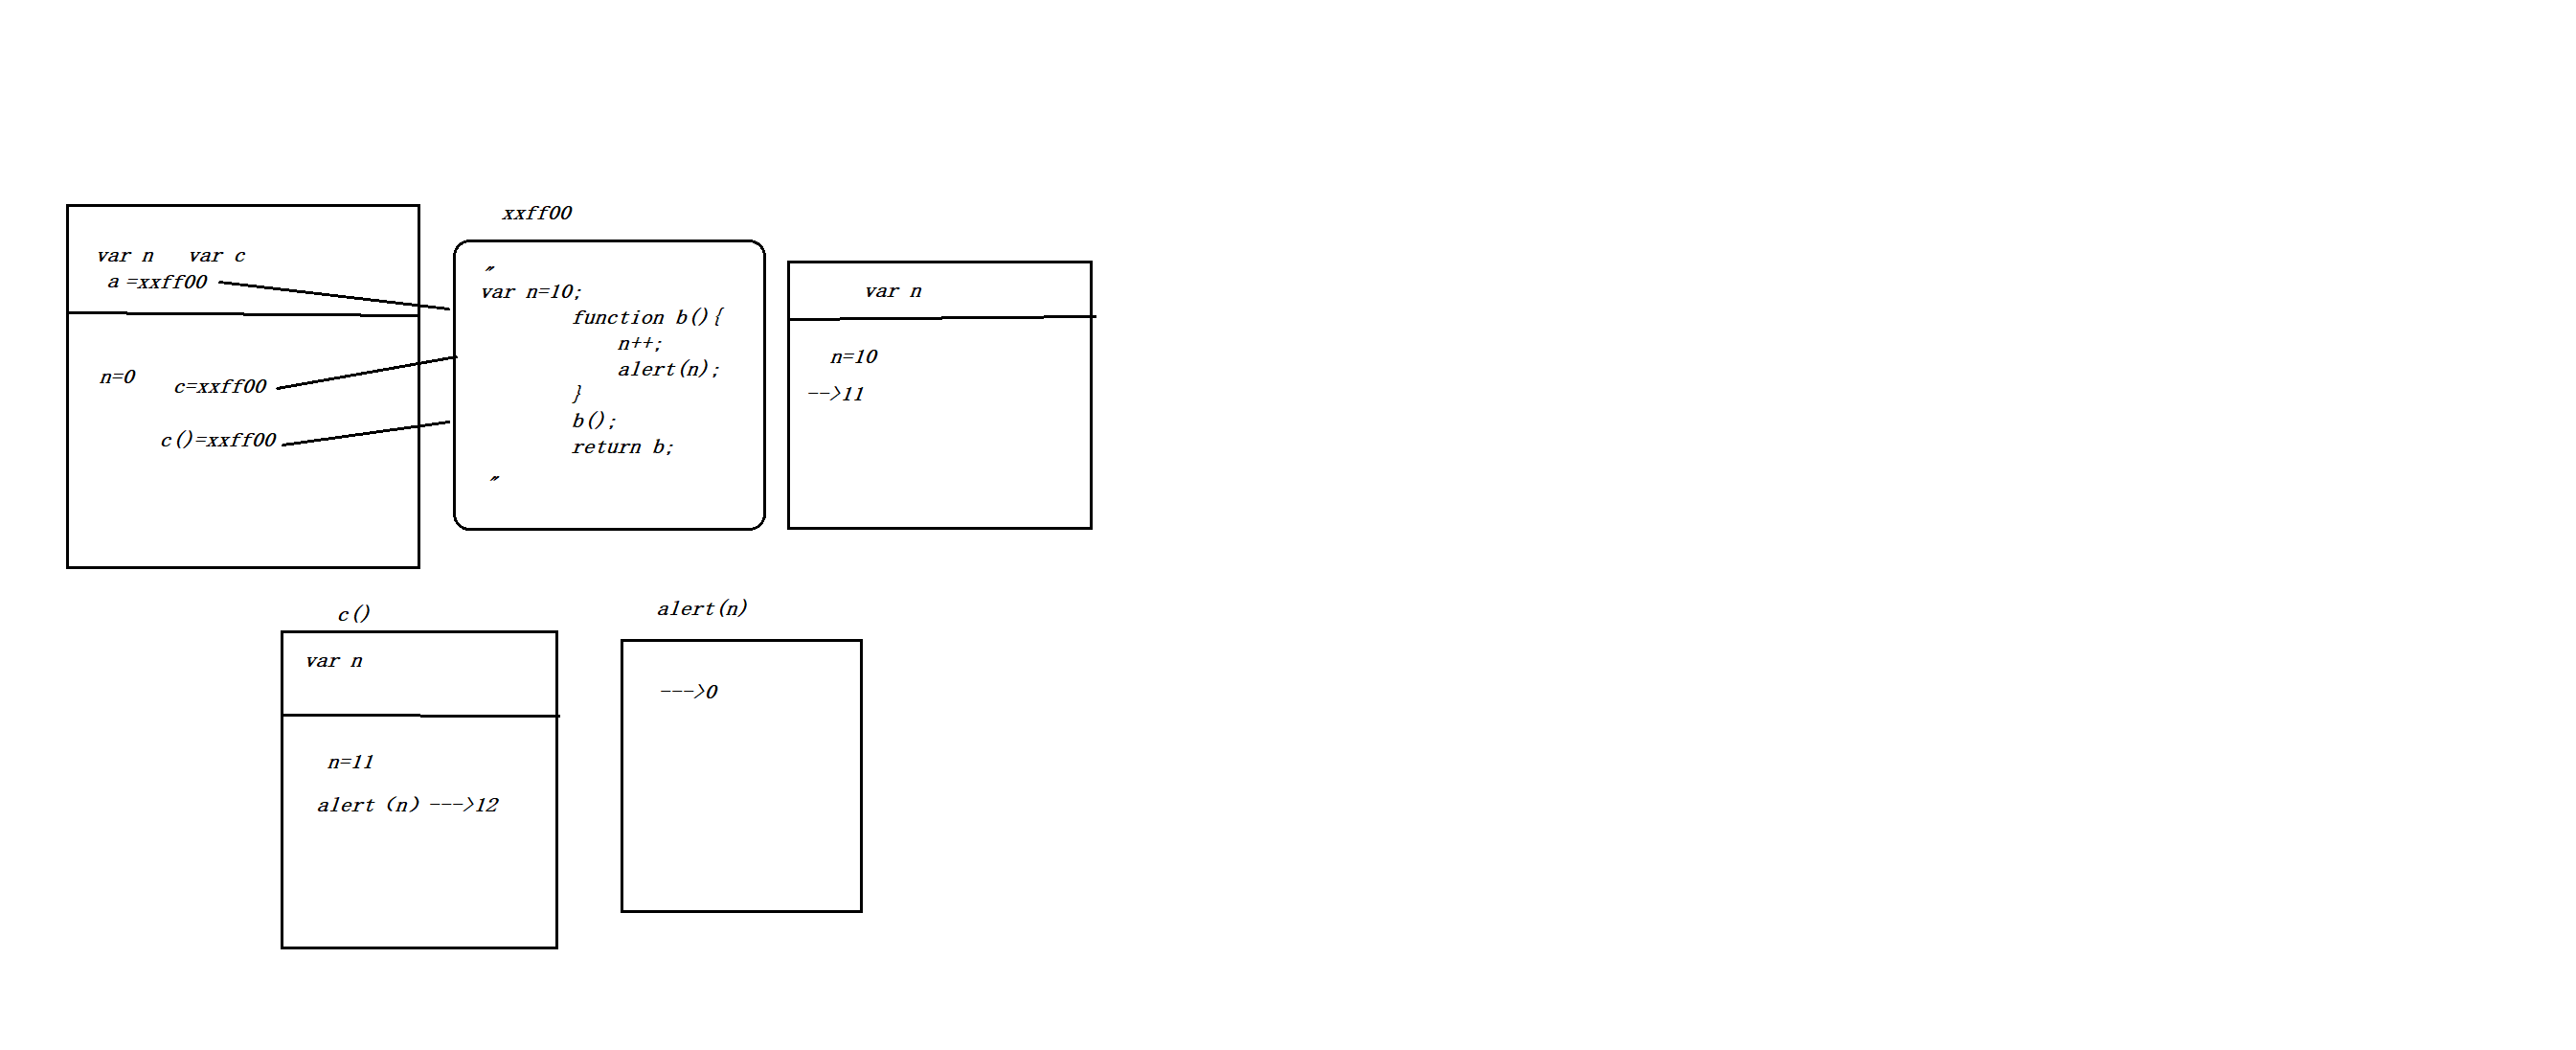 var n   var c
a =xxff00
n=0
c=xxff00
c()=xxff00
xxff00
"
var n=10;
function b(){
n++;
alert(n);
}
b();
return b;
"
var n
n=10
-->11
c()
var n
n=11
alert (n) --->12
alert(n)
--->0